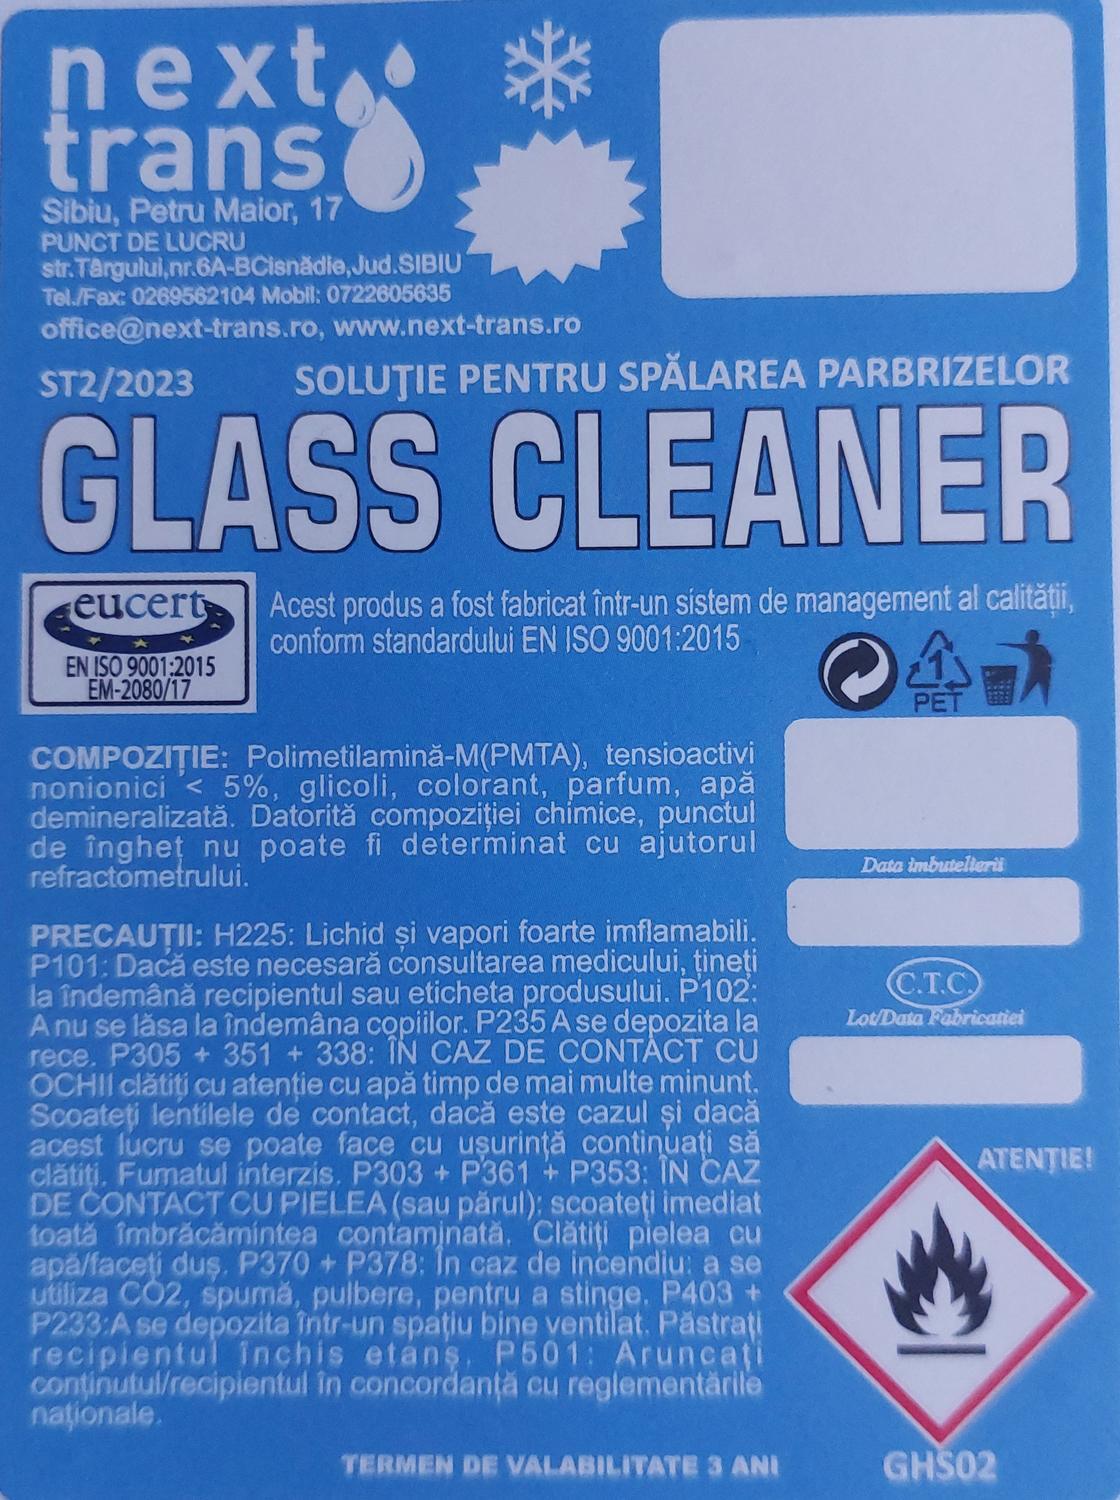 next
trans
Sibiu, Petru Maior, 17
PUNCT DE LUCRU
str.Târgului,nr.6A-BCisnădie,Jud.SIBIU
Tel./Fax: 0269562104 Mobil: 0722605635
office@next-trans.ro, www.next-trans.ro
ST2/2023
SOLUȚIE PENTRU SPĂLAREA PARBRIZELOR
GLASS CLEANER
eucert
EN ISO 9001:2015
EM-2080/17
Acest produs a fost fabricat într-un sistem de management al calității,
conform standardului EN ISO 9001:2015
1
PET
COMPOZIȚIE: Polimetilamină-M(PMTA), tensioactivi
nonionici < 5%, glicoli, colorant, parfum, apă
demineralizată. Datorită compoziției chimice, punctul
de îngheț nu poate fi determinat cu ajutorul
refractometrului.
Data imbutelierii
PRECAUȚII: H225: Lichid și vapori foarte imflamabili.
P101: Dacă este necesară consultarea medicului, țineți
la îndemână recipientul sau eticheta produsului. P102:
A nu se lăsa la îndemâna copiilor. P235 A se depozita la
rece. P305 + 351 + 338: ÎN CAZ DE CONTACT CU
OCHII clătiți cu atenție cu apă timp de mai multe minunt.
Scoateți lentilele de contact, dacă este cazul și dacă
acest lucru se poate face cu ușurință continuați să
clătiți. Fumatul interzis. P303 + P361 + P353: ÎN CAZ
DE CONTACT CU PIELEA (sau părul): scoateți imediat
toată îmbrăcămintea contaminată. Clătiți pielea cu
apă/faceți duș. P370 + P378: În caz de incendiu: a se
utiliza CO2, spumă, pulbere, pentru a stinge. P403 +
P233:A se depozita într-un spațiu bine ventilat. Păstrați
recipientul închis etanș. P501: Aruncați
conținutul/recipientul în concordanță cu reglementările
naționale.
C.T.C.
Lot/Data Fabricatiei
ATENȚIE!
GHS02
TERMEN DE VALABILITATE 3 ANI